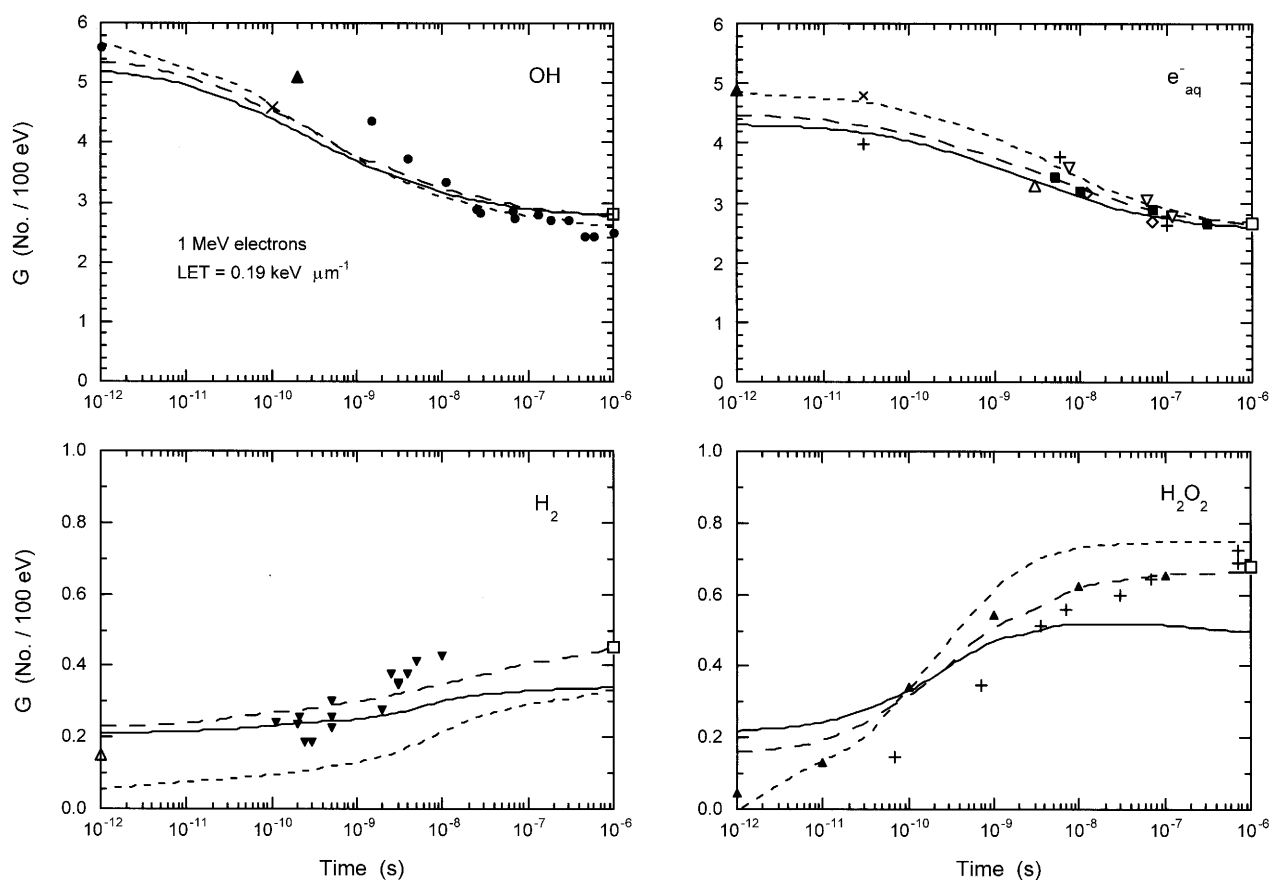 6
5
4
3
2
1
0
G (No. / 100 eV)
OH
1 MeV electrons
LET = 0.19 keV μm⁻¹
10⁻¹² 10⁻¹¹ 10⁻¹⁰ 10⁻⁹ 10⁻⁸ 10⁻⁷ 10⁻⁶
6
5
4
3
2
1
0
e⁻aq
10⁻¹² 10⁻¹¹ 10⁻¹⁰ 10⁻⁹ 10⁻⁸ 10⁻⁷ 10⁻⁶
1.0
0.8
0.6
0.4
0.2
0.0
G (No. / 100 eV)
H₂
10⁻¹² 10⁻¹¹ 10⁻¹⁰ 10⁻⁹ 10⁻⁸ 10⁻⁷ 10⁻⁶
Time (s)
1.0
0.8
0.6
0.4
0.2
0.0
H₂O₂
10⁻¹² 10⁻¹¹ 10⁻¹⁰ 10⁻⁹ 10⁻⁸ 10⁻⁷ 10⁻⁶
Time (s)